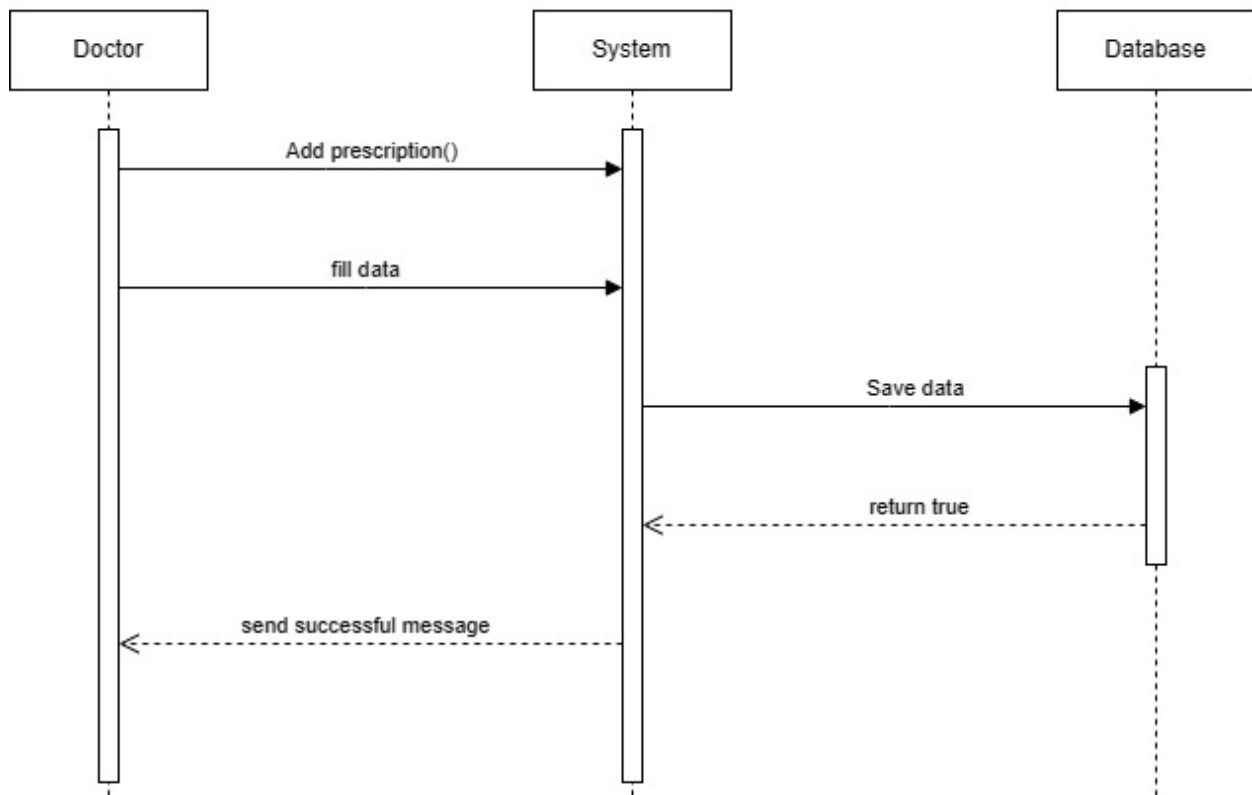 Doctor
System
Database
Add prescription()
fill data
Save data
return true
send successful message